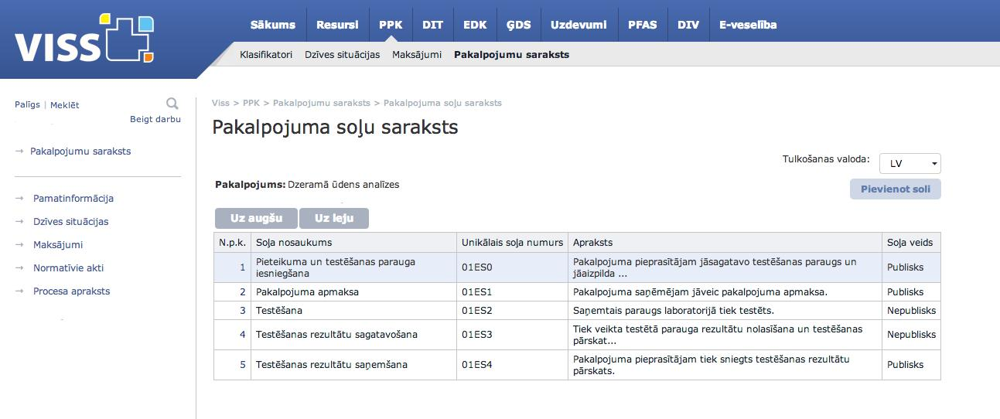 VISS
Sākums Resursi PPK DIT EDK ĢDS Uzdevumi PFAS DIV E-veselība
Klasifikatori Dzīves situācijas Maksājumi Pakalpojumu saraksts
Palīgs | Meklēt
Beigt darbu
→ Pakalpojumu saraksts
→ Pamatinformācija
→ Dzīves situācijas
→ Maksājumi
→ Normatīvie akti
→ Procesa apraksts
Viss > PPK > Pakalpojumu saraksts > Pakalpojuma soļu saraksts
Pakalpojuma soļu saraksts
Tulkošanas valoda: LV
Pakalpojums: Dzeramā ūdens analīzes
Pievienot soli
Uz augšu Uz leju
N.p.k. Soļa nosaukums Unikālais soļa numurs Apraksts Soļa veids
1 Pieteikuma un testēšanas parauga iesniegšana 01ES0 Pakalpojuma pieprasītājam jāsagatavo testēšanas paraugs un jāaizpilda ... Publisks
2 Pakalpojuma apmaksa 01ES1 Pakalpojuma saņēmējam jāveic pakalpojuma apmaksa. Publisks
3 Testēšana 01ES2 Saņemtais paraugs laboratorijā tiek testēts. Nepublisks
4 Testēšanas rezultātu sagatavošana 01ES3 Tiek veikta testētā parauga rezultātu nolasīšana un testēšanas pārskat... Nepublisks
5 Testēšanas rezultātu saņemšana 01ES4 Pakalpojuma pieprasītājam tiek sniegts testēšanas rezultātu pārskats. Publisks